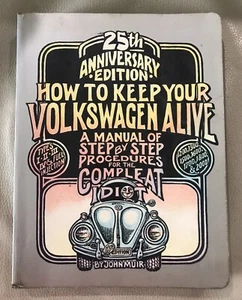 25th
ANNIVERSARY
EDITION!
HOW TO KEEP YOUR
VOLKSWAGEN ALIVE
A MANUAL OF
STEP BY STEP
PROCEDURES
FOR THE
COMPLEAT
IDIOT
BY JOHN MUIR